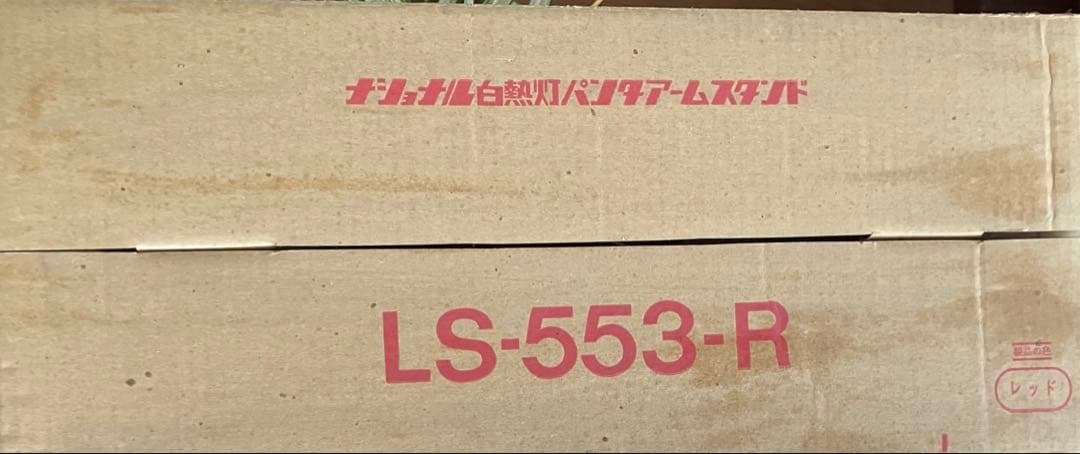 ナショナル白熱灯パンタアームスタンド
LS-553-R
製品の色
レッド